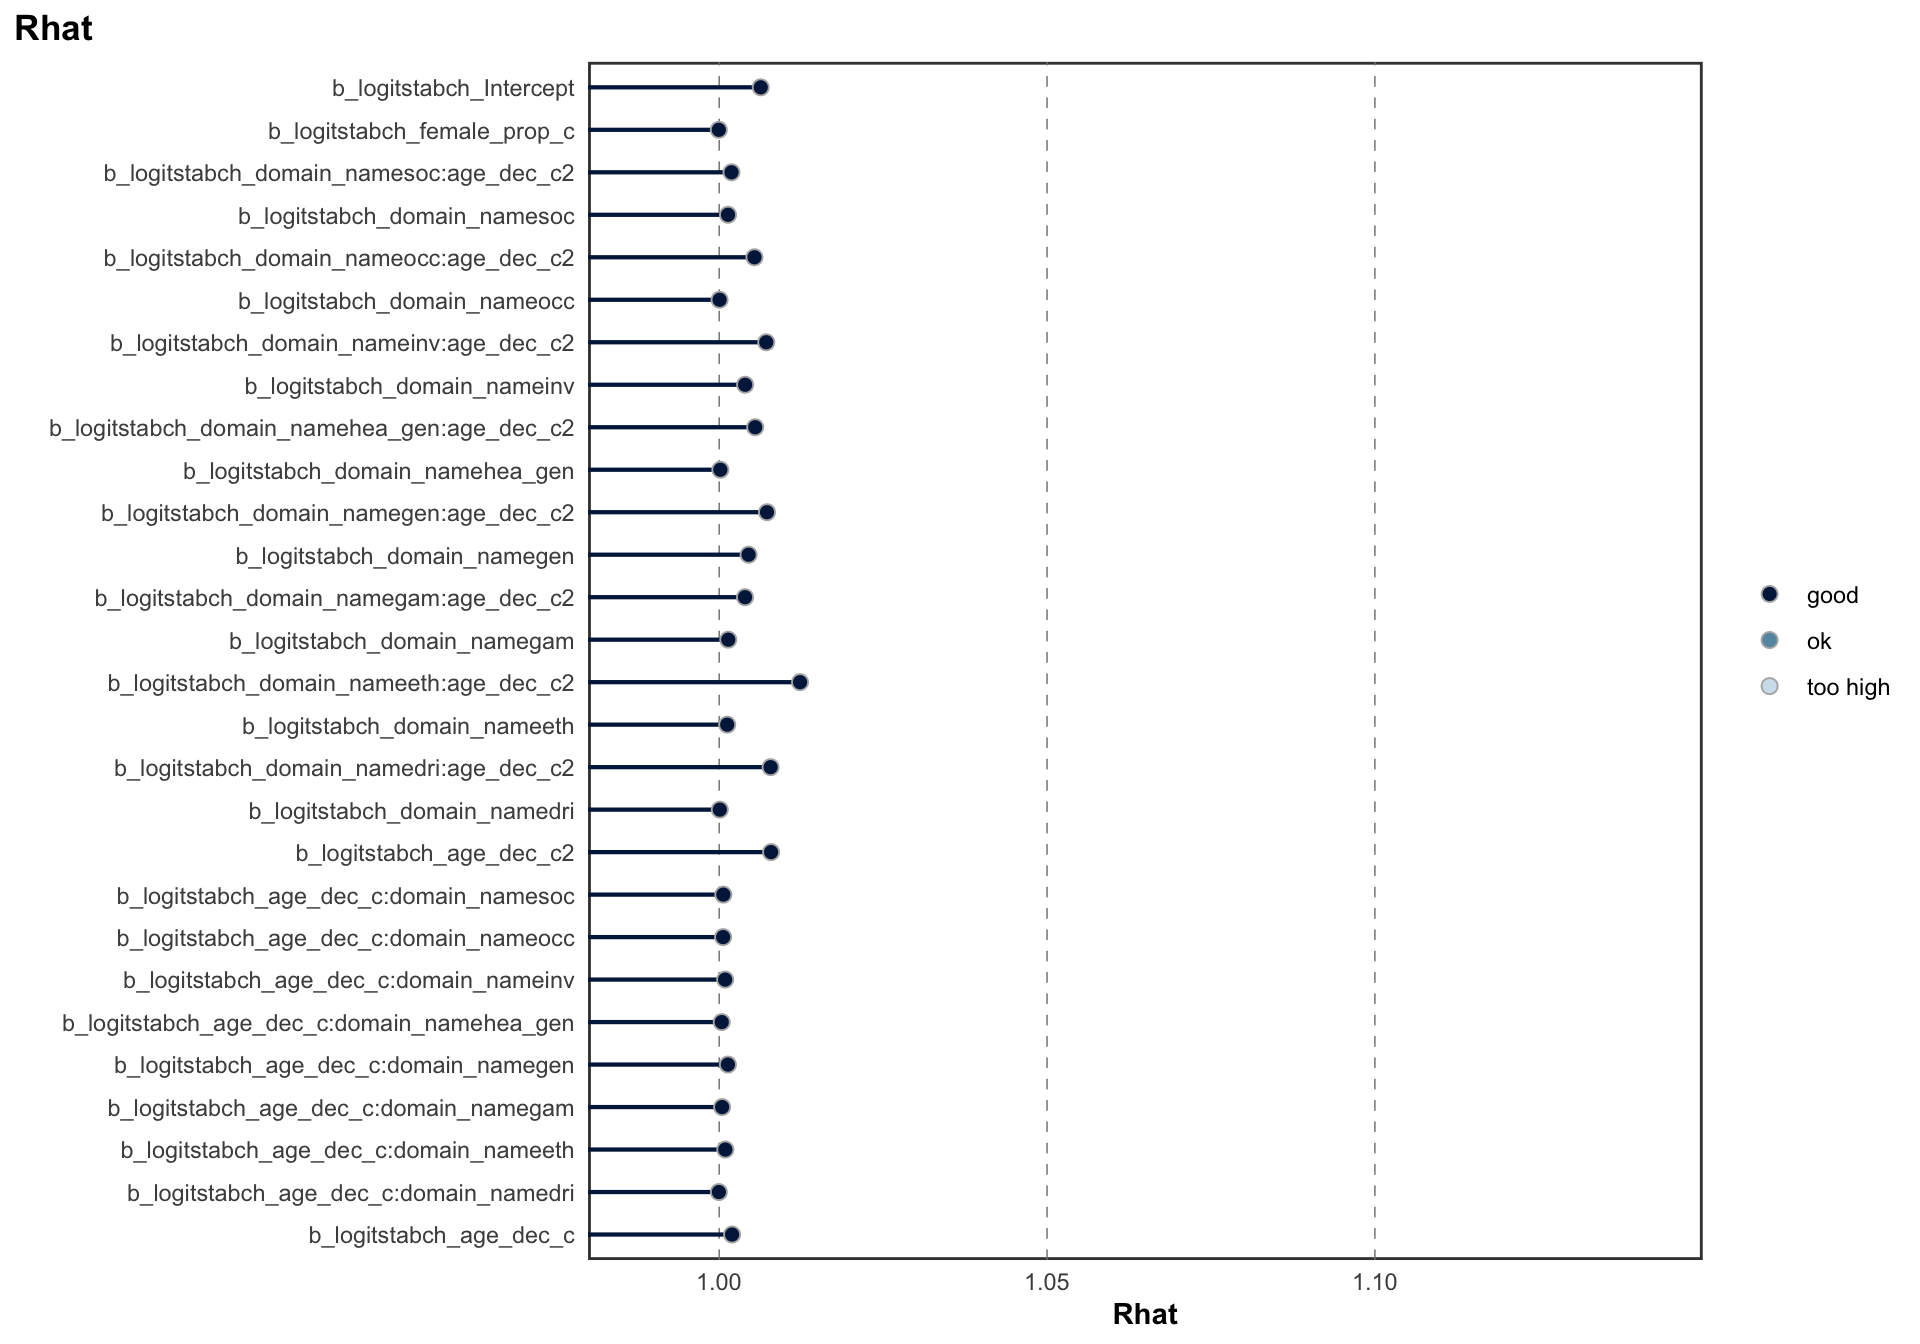 Rhat
b_logitstabch_Intercept
b_logitstabch_female_prop_c
b_logitstabch_domain_namesoc:age_dec_c2
b_logitstabch_domain_namesoc
b_logitstabch_domain_nameocc:age_dec_c2
b_logitstabch_domain_nameocc
b_logitstabch_domain_nameinv:age_dec_c2
b_logitstabch_domain_nameinv
b_logitstabch_domain_namehea_gen:age_dec_c2
b_logitstabch_domain_namehea_gen
b_logitstabch_domain_namegen:age_dec_c2
b_logitstabch_domain_namegen
b_logitstabch_domain_namegam:age_dec_c2
b_logitstabch_domain_namegam
b_logitstabch_domain_nameeth:age_dec_c2
b_logitstabch_domain_nameeth
b_logitstabch_domain_namedri:age_dec_c2
b_logitstabch_domain_namedri
b_logitstabch_age_dec_c2
b_logitstabch_age_dec_c:domain_namesoc
b_logitstabch_age_dec_c:domain_nameocc
b_logitstabch_age_dec_c:domain_nameinv
b_logitstabch_age_dec_c:domain_namehea_gen
b_logitstabch_age_dec_c:domain_namegen
b_logitstabch_age_dec_c:domain_namegam
b_logitstabch_age_dec_c:domain_nameeth
b_logitstabch_age_dec_c:domain_namedri
b_logitstabch_age_dec_c
1.00 1.05 1.10
Rhat
good
ok
too high